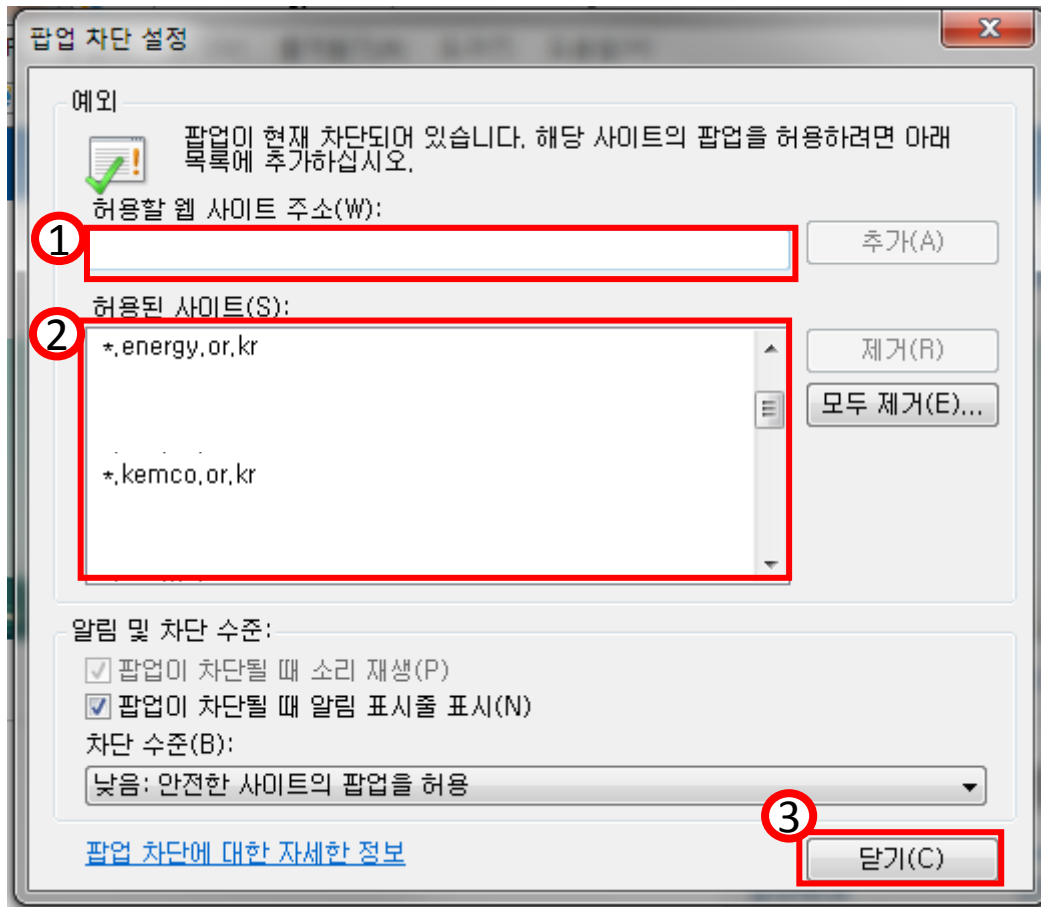 팝업 차단 설정
예외
팝업이 현재 차단되어 있습니다. 해당 사이트의 팝업을 허용하려면 아래
목록에 추가하십시오.
허용할 웹 사이트 주소(W):
1
추가(A)
허용된 사이트(S):
2
*.energy.or.kr
제거(R)
모두 제거(E)...
*.kemco.or.kr
알림 및 차단 수준:
팝업이 차단될 때 소리 재생(P)
팝업이 차단될 때 알림 표시줄 표시(N)
차단 수준(B):
낮음: 안전한 사이트의 팝업을 허용
3
팝업 차단에 대한 자세한 정보
닫기(C)